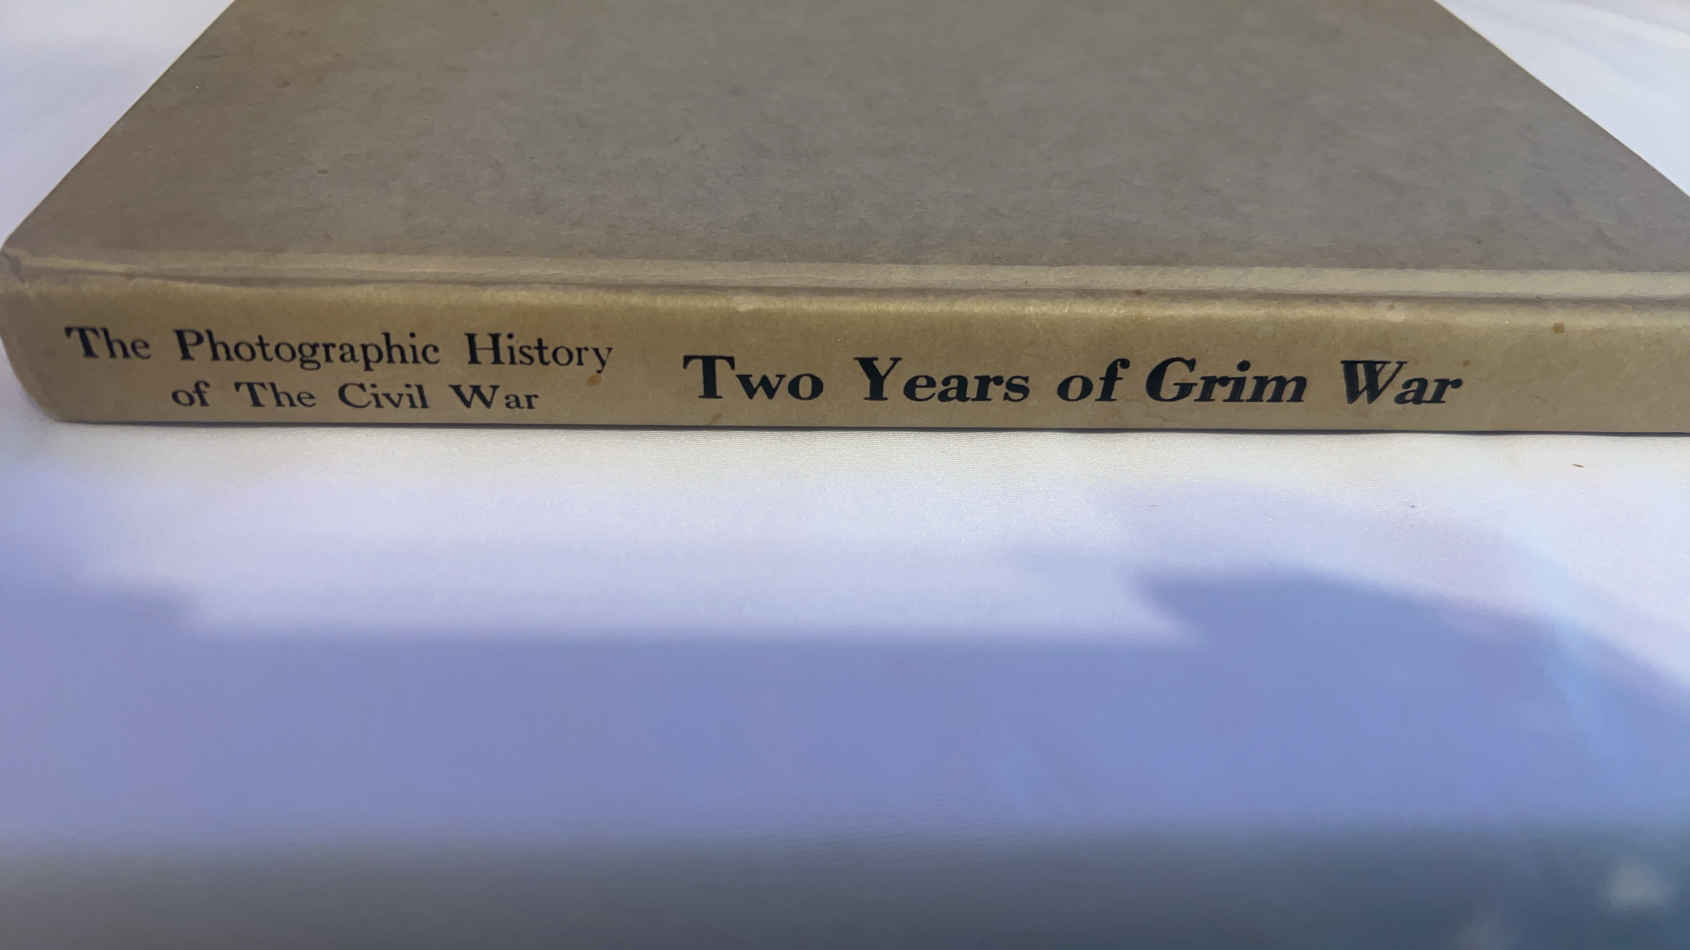 The Photographic History
of The Civil War
Two Years of Grim War